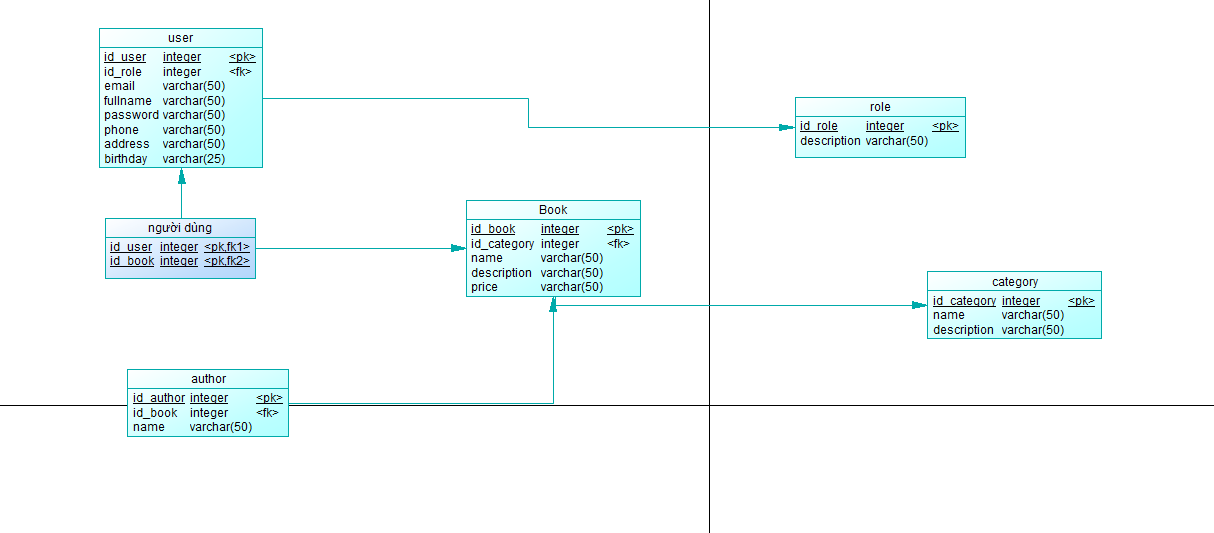 user
id_user integer <pk>
id_role integer <fk>
email varchar(50)
fullname varchar(50)
password varchar(50)
phone varchar(50)
address varchar(50)
birthday varchar(25)
role
id_role integer <pk>
description varchar(50)
người dùng
id_user integer <pk,fk1>
id_book integer <pk,fk2>
Book
id_book integer <pk>
id_category integer <fk>
name varchar(50)
description varchar(50)
price varchar(50)
category
id_category integer <pk>
name varchar(50)
description varchar(50)
author
id_author integer <pk>
id_book integer <fk>
name varchar(50)